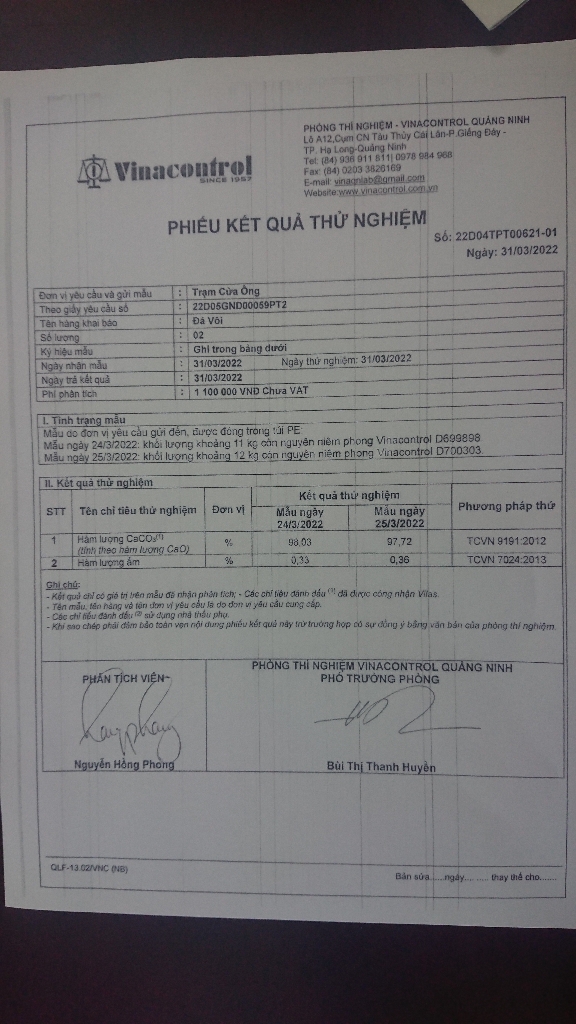 Vinacontrol
SINCE 1957
PHÒNG THÍ NGHIỆM - VINACONTROL QUẢNG NINH
Lô A12,Cụm CN Tàu Thủy Cái Lân-P.Giếng Đáy -
TP. Hạ Long-Quảng Ninh
Tel: (84) 938 911 811| 0978 984 968
Fax: (84) 0203 3826169
E-mail: vinaqnlab@gmail.com
Website:www.vinacontrol.com.vn
PHIẾU KẾT QUẢ THỬ NGHIỆM
Số: 22D04TPT00621-01
Ngày: 31/03/2022
Đơn vị yêu cầu và gửi mẫu : Trạm Cửa Ông
Theo giấy yêu cầu số : 22D05GND00059PT2
Tên hàng khai báo : Đá Vôi
Số lượng : 02
Ký hiệu mẫu : Ghi trong bảng dưới
Ngày nhận mẫu : 31/03/2022 Ngày thử nghiệm: 31/03/2022
Ngày trả kết quả : 31/03/2022
Phí phân tích : 1 100 000 VNĐ Chưa VAT
I. Tình trạng mẫu
Mẫu do đơn vị yêu cầu gửi đến, được đóng trong túi PE
Mẫu ngày 24/3/2022: khối lượng khoảng 11 kg còn nguyên niêm phong Vinacontrol D699898
Mẫu ngày 25/3/2022: khối lượng khoảng 12 kg còn nguyên niêm phong Vinacontrol D700303
II. Kết quả thử nghiệm
STT Tên chỉ tiêu thử nghiệm Đơn vị Kết quả thử nghiệm Phương pháp thử
Mẫu ngày 24/3/2022 Mẫu ngày 25/3/2022
1 Hàm lượng CaCO₃⁽¹⁾ % 98,03 97,72 TCVN 9191:2012
(tính theo hàm lượng CaO)
2 Hàm lượng ẩm % 0,33 0,36 TCVN 7024:2013
Ghi chú:
- Kết quả chỉ có giá trị trên mẫu đã nhận phân tích; - Các chỉ tiêu đánh dấu ⁽¹⁾ đã được công nhận Vilas.
- Tên mẫu, tên hàng và tên đơn vị yêu cầu là do đơn vị yêu cầu cung cấp.
- Các chỉ tiêu đánh dấu ⁽²⁾ sử dụng nhà thầu phụ.
- Khi sao chép phải đảm bảo toàn vẹn nội dung phiếu kết quả này trừ trường hợp có sự đồng ý bằng văn bản của phòng thí nghiệm.
PHÂN TÍCH VIÊN
PHÒNG THÍ NGHIỆM VINACONTROL QUẢNG NINH
PHÓ TRƯỞNG PHÒNG
Nguyễn Hồng Phong
Bùi Thị Thanh Huyền
QLF-13.02/VNC (NB)
Bản sửa......ngày.... ..... thay thế cho.......